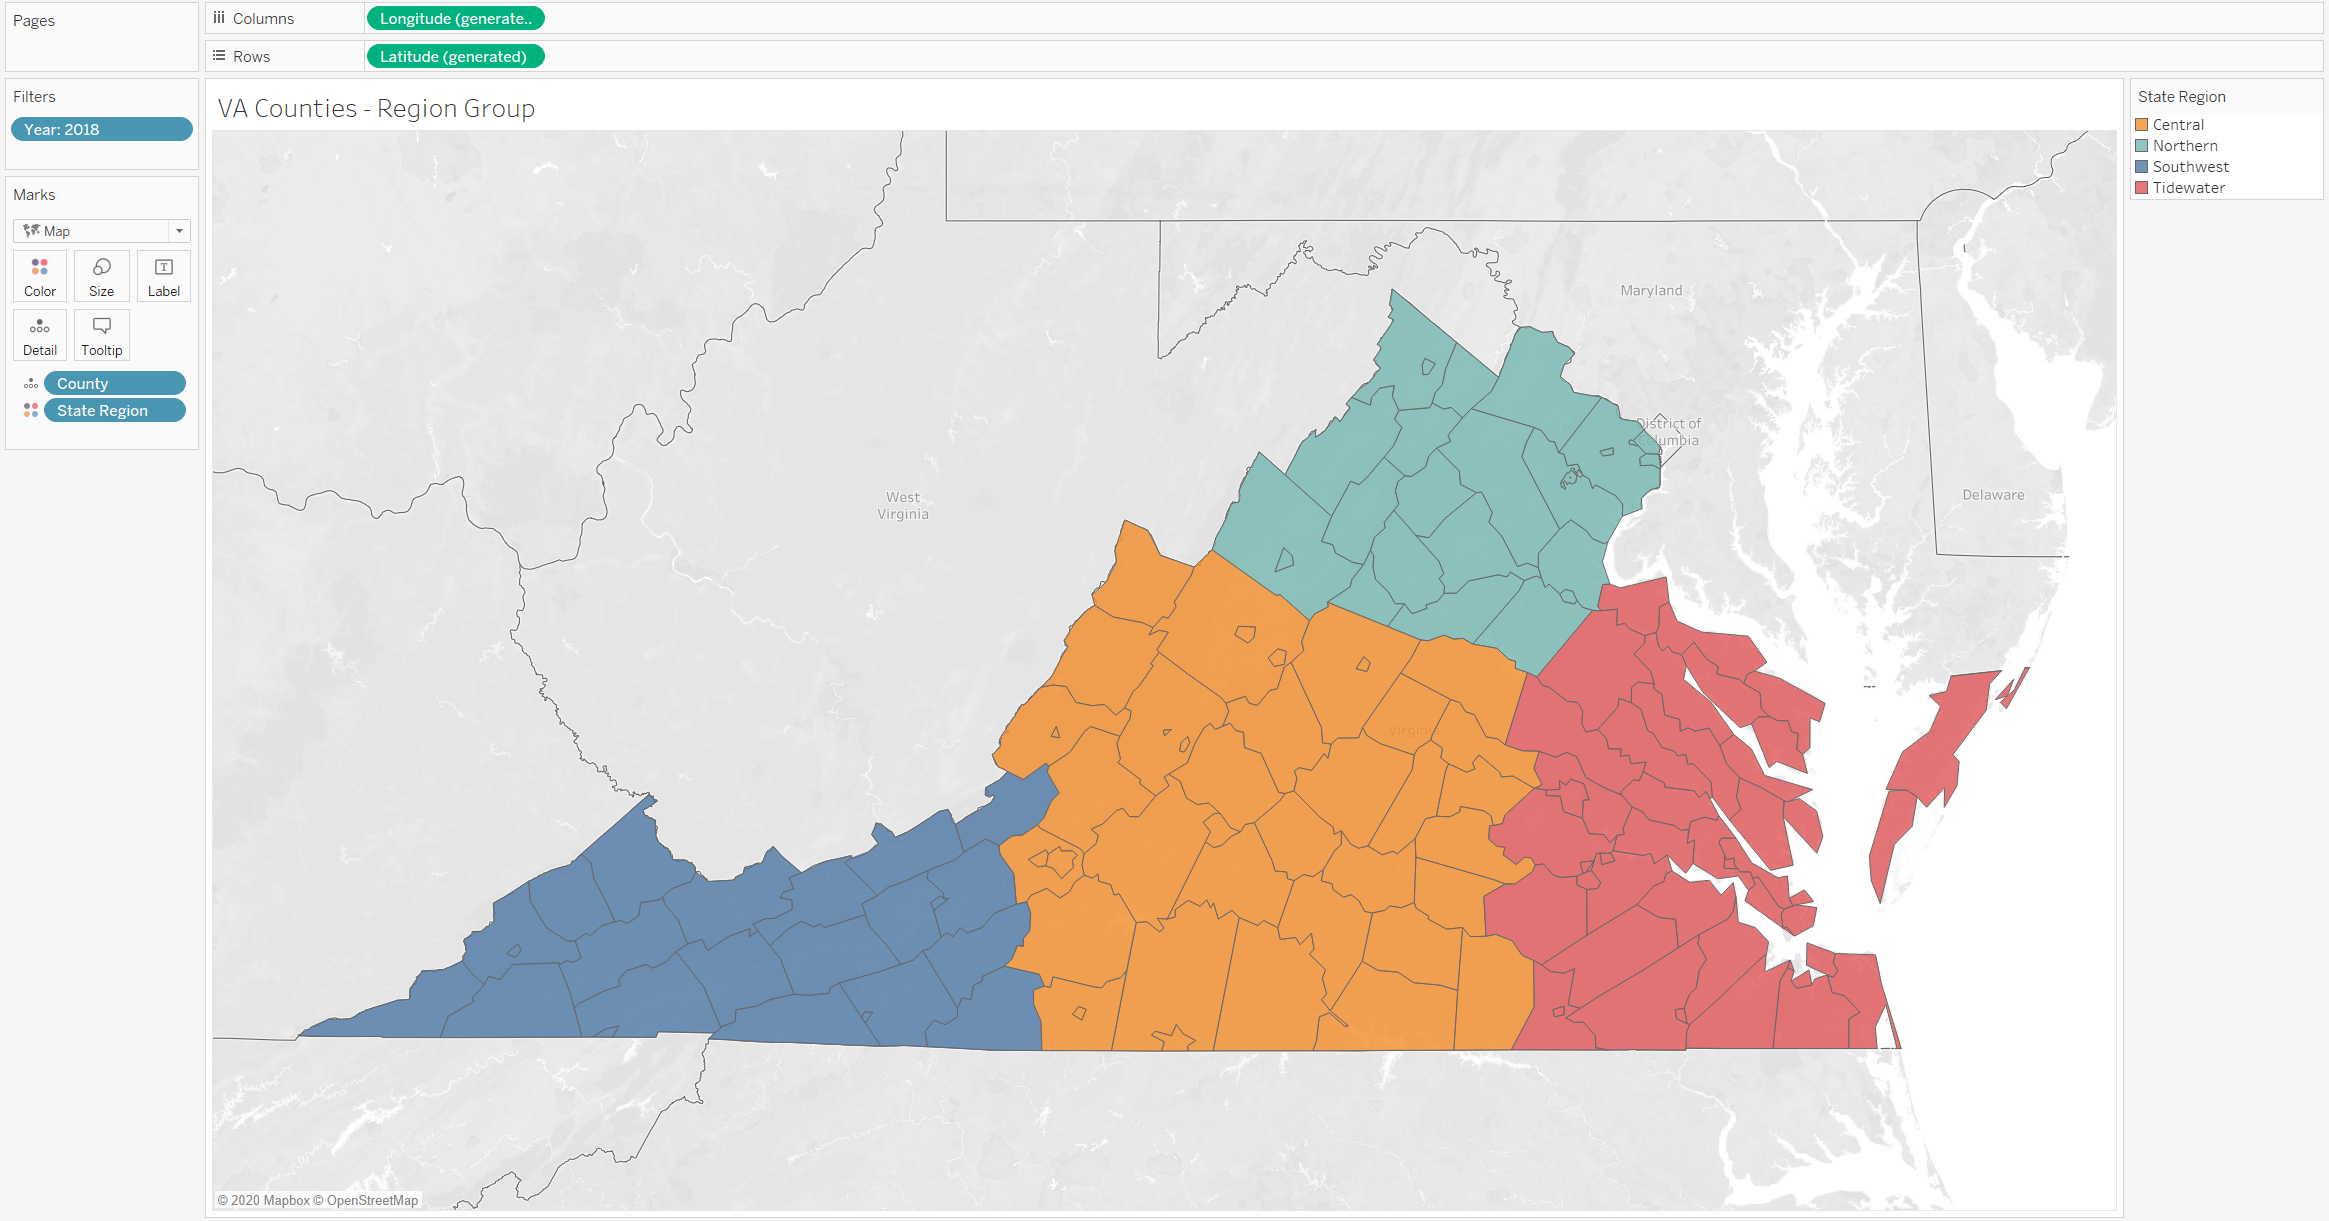 Pages
Columns
Longitude (generate..
Rows
Latitude (generated)
Filters
Year: 2018
Marks
Map
Color
Size
Label
Detail
Tooltip
County
State Region
VA Counties - Region Group
Maryland
District of
Columbia
West
Virginia
Delaware
Virginia
© 2020 Mapbox © OpenStreetMap
State Region
Central
Northern
Southwest
Tidewater